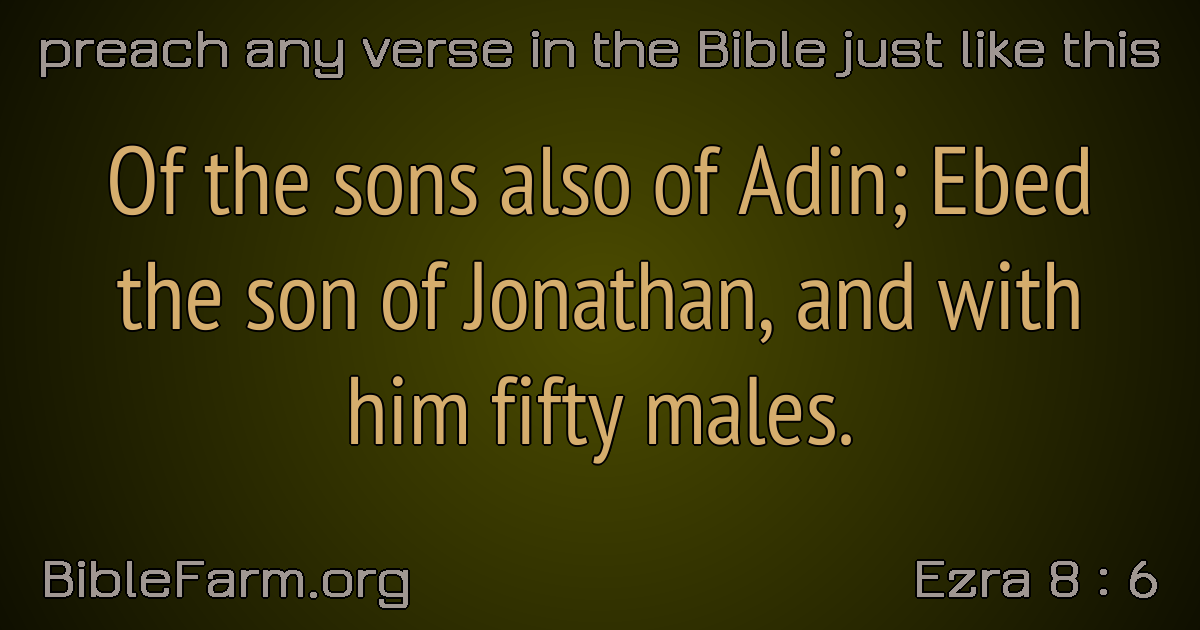 preach any verse in the Bible just like this
Of the sons also of Adin; Ebed
the son of Jonathan, and with
him fifty males.
BibleFarm.org
Ezra 8 : 6